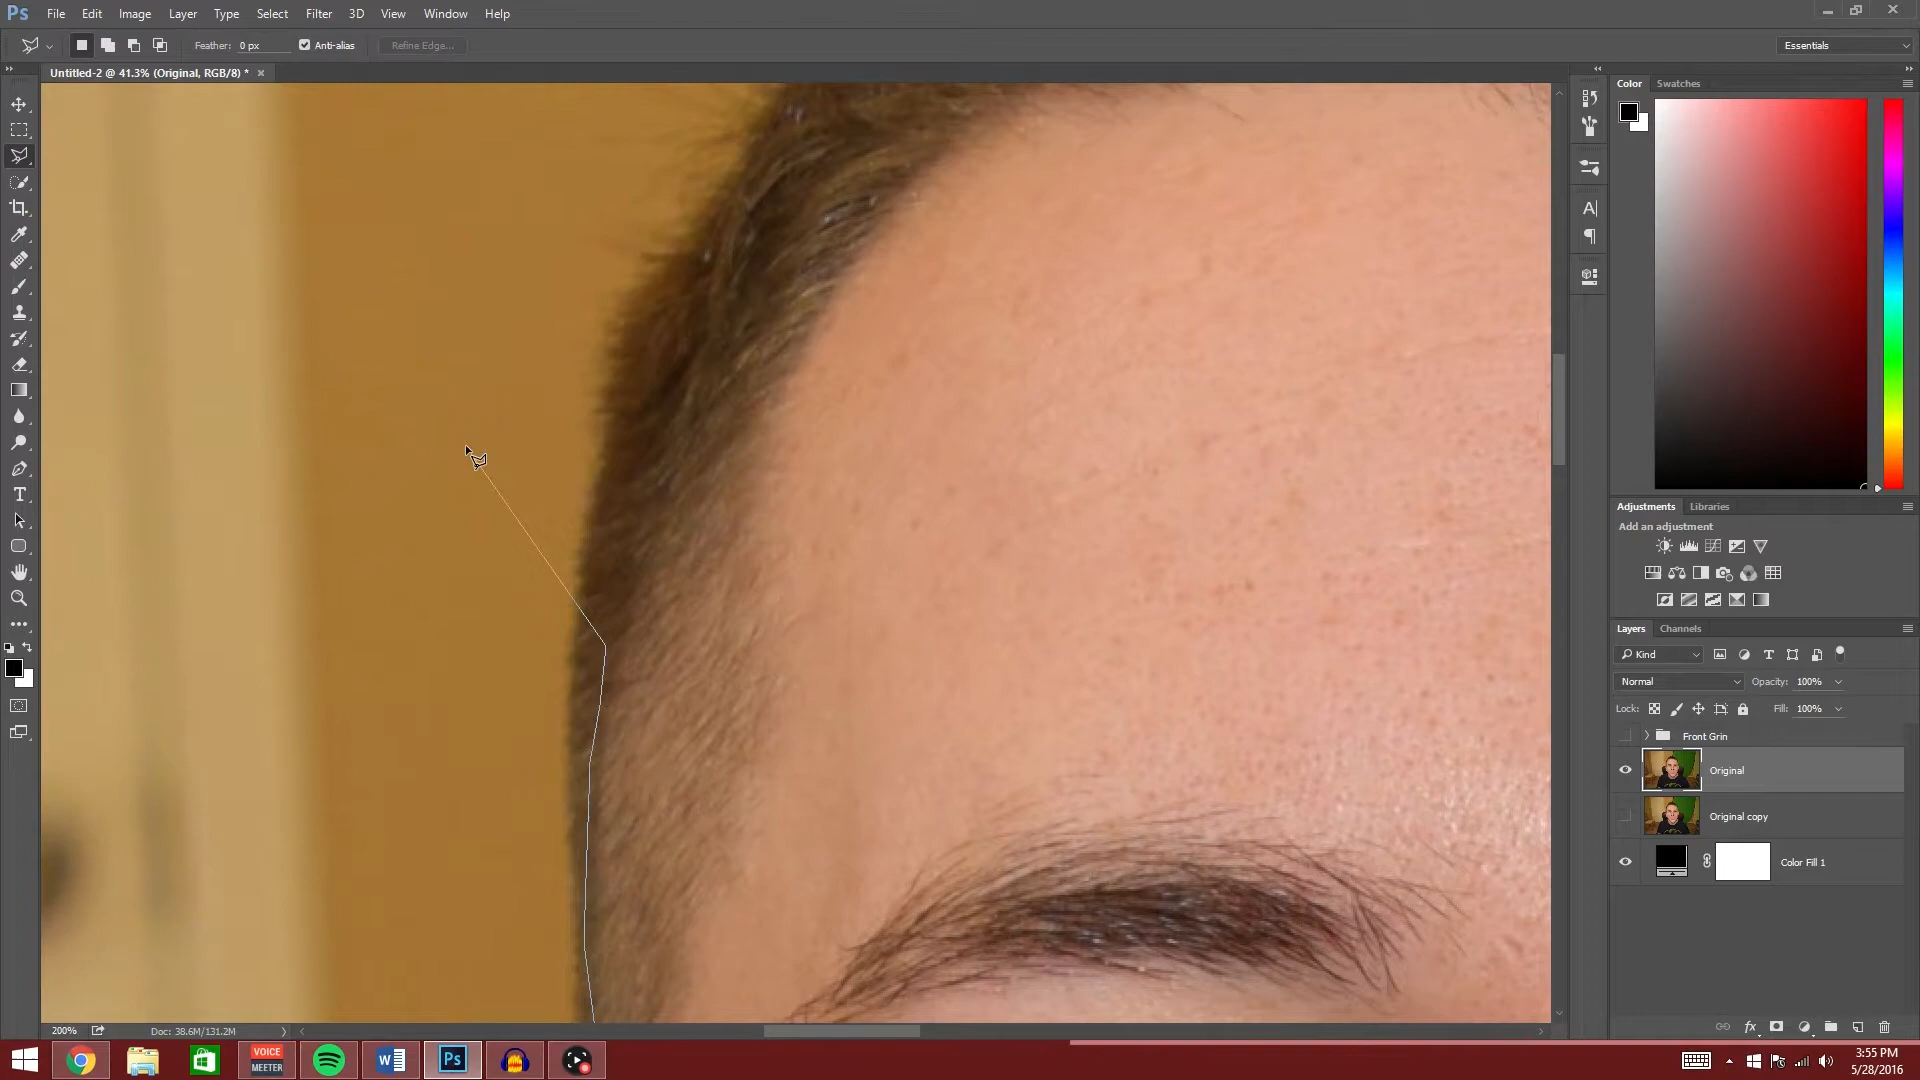 Ps File Edit Image Layer Type Select Filter 3D View Window Help
Feather: 0 px Anti-alias Refine Edge... Essentials
Untitled-2 @ 41.3% (Original, RGB/8) * ×
Color Swatches
Adjustments Libraries
Add an adjustment
Layers Channels
Kind
Normal Opacity: 100%
Lock: Fill: 100%
Front Grin
Original
Original copy
Color Fill 1
200% Doc: 38.6M/131.2M
VOICE
MEETER
Ps
3:55 PM
5/28/2016